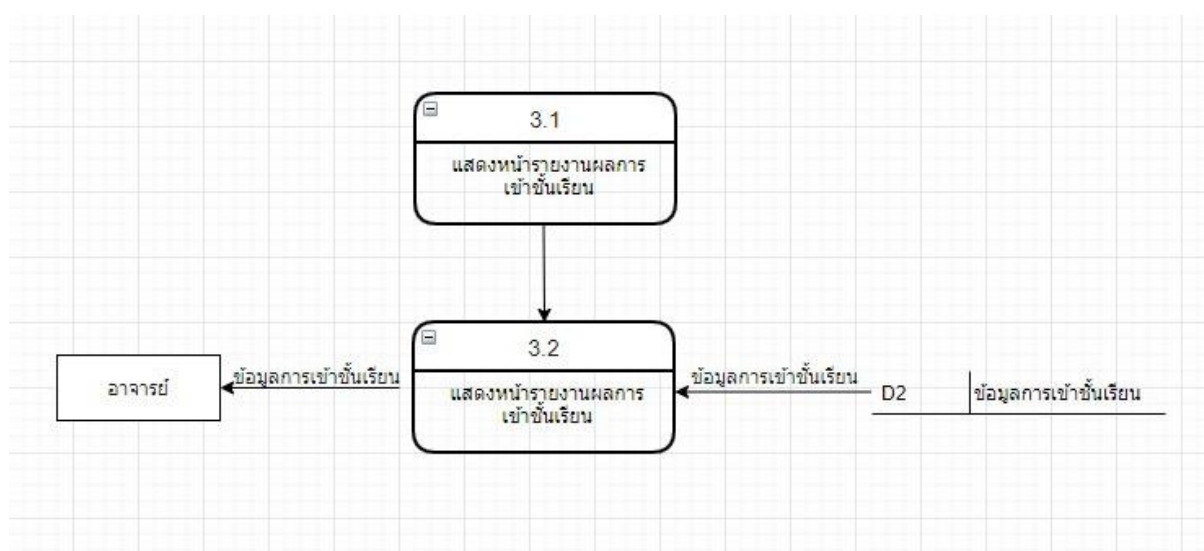 3.1
แสดงหน้ารายงานผลการ
เข้าชั้นเรียน
3.2
แสดงหน้ารายงานผลการ
เข้าชั้นเรียน
อาจารย์
ข้อมูลการเข้าชั้นเรียน
ข้อมูลการเข้าชั้นเรียน
D2
ข้อมูลการเข้าชั้นเรียน